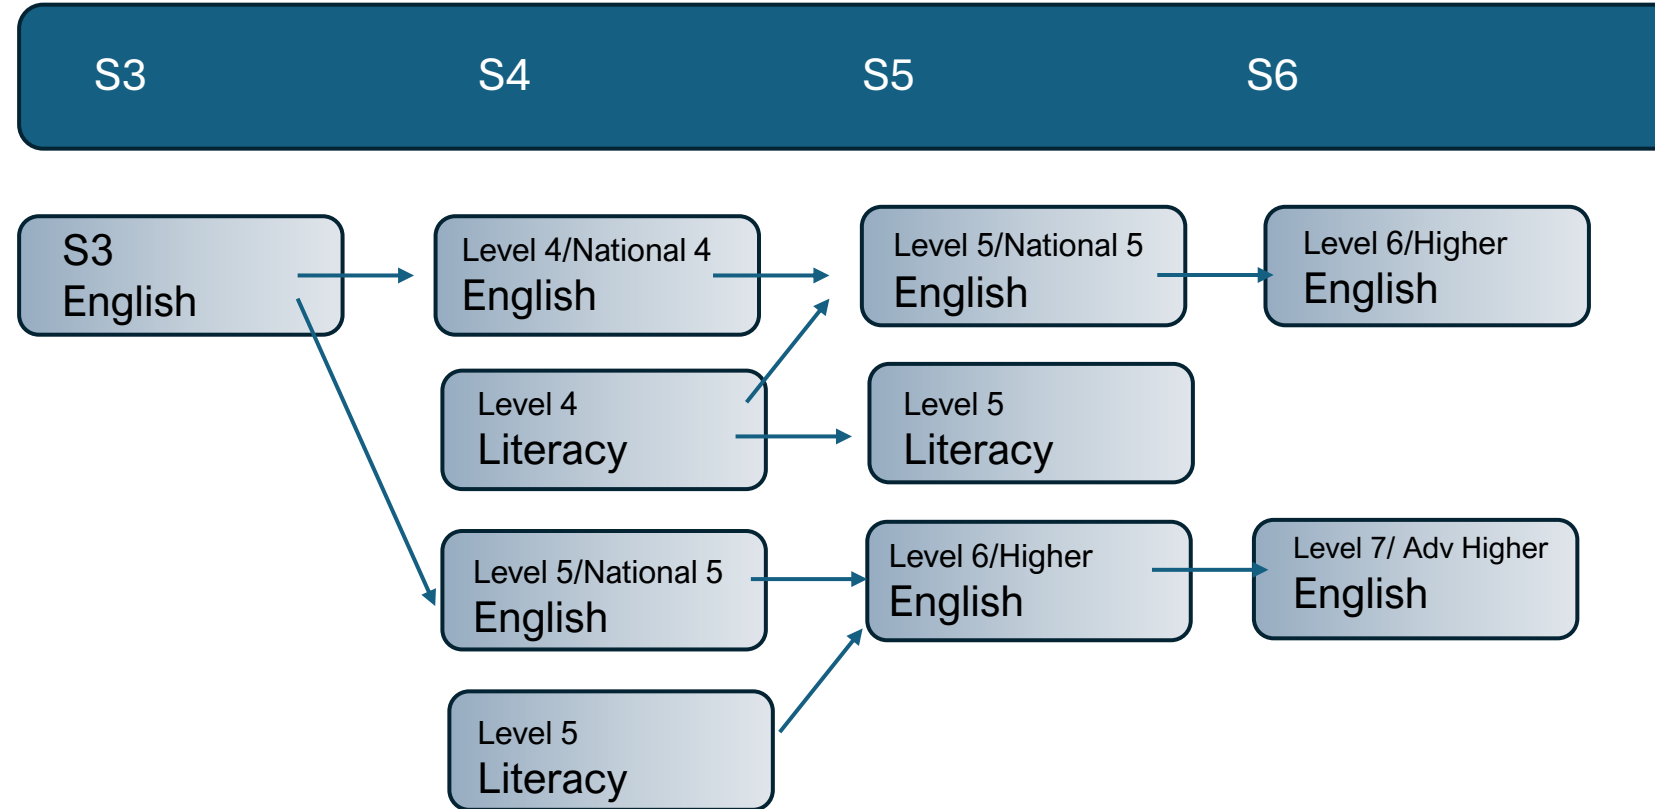 S3 S4 S5 S6
S3
English
Level 4/National 4
English
Level 5/National 5
English
Level 6/Higher
English
Level 4
Literacy
Level 5
Literacy
Level 5/National 5
English
Level 6/Higher
English
Level 7/ Adv Higher
English
Level 5
Literacy